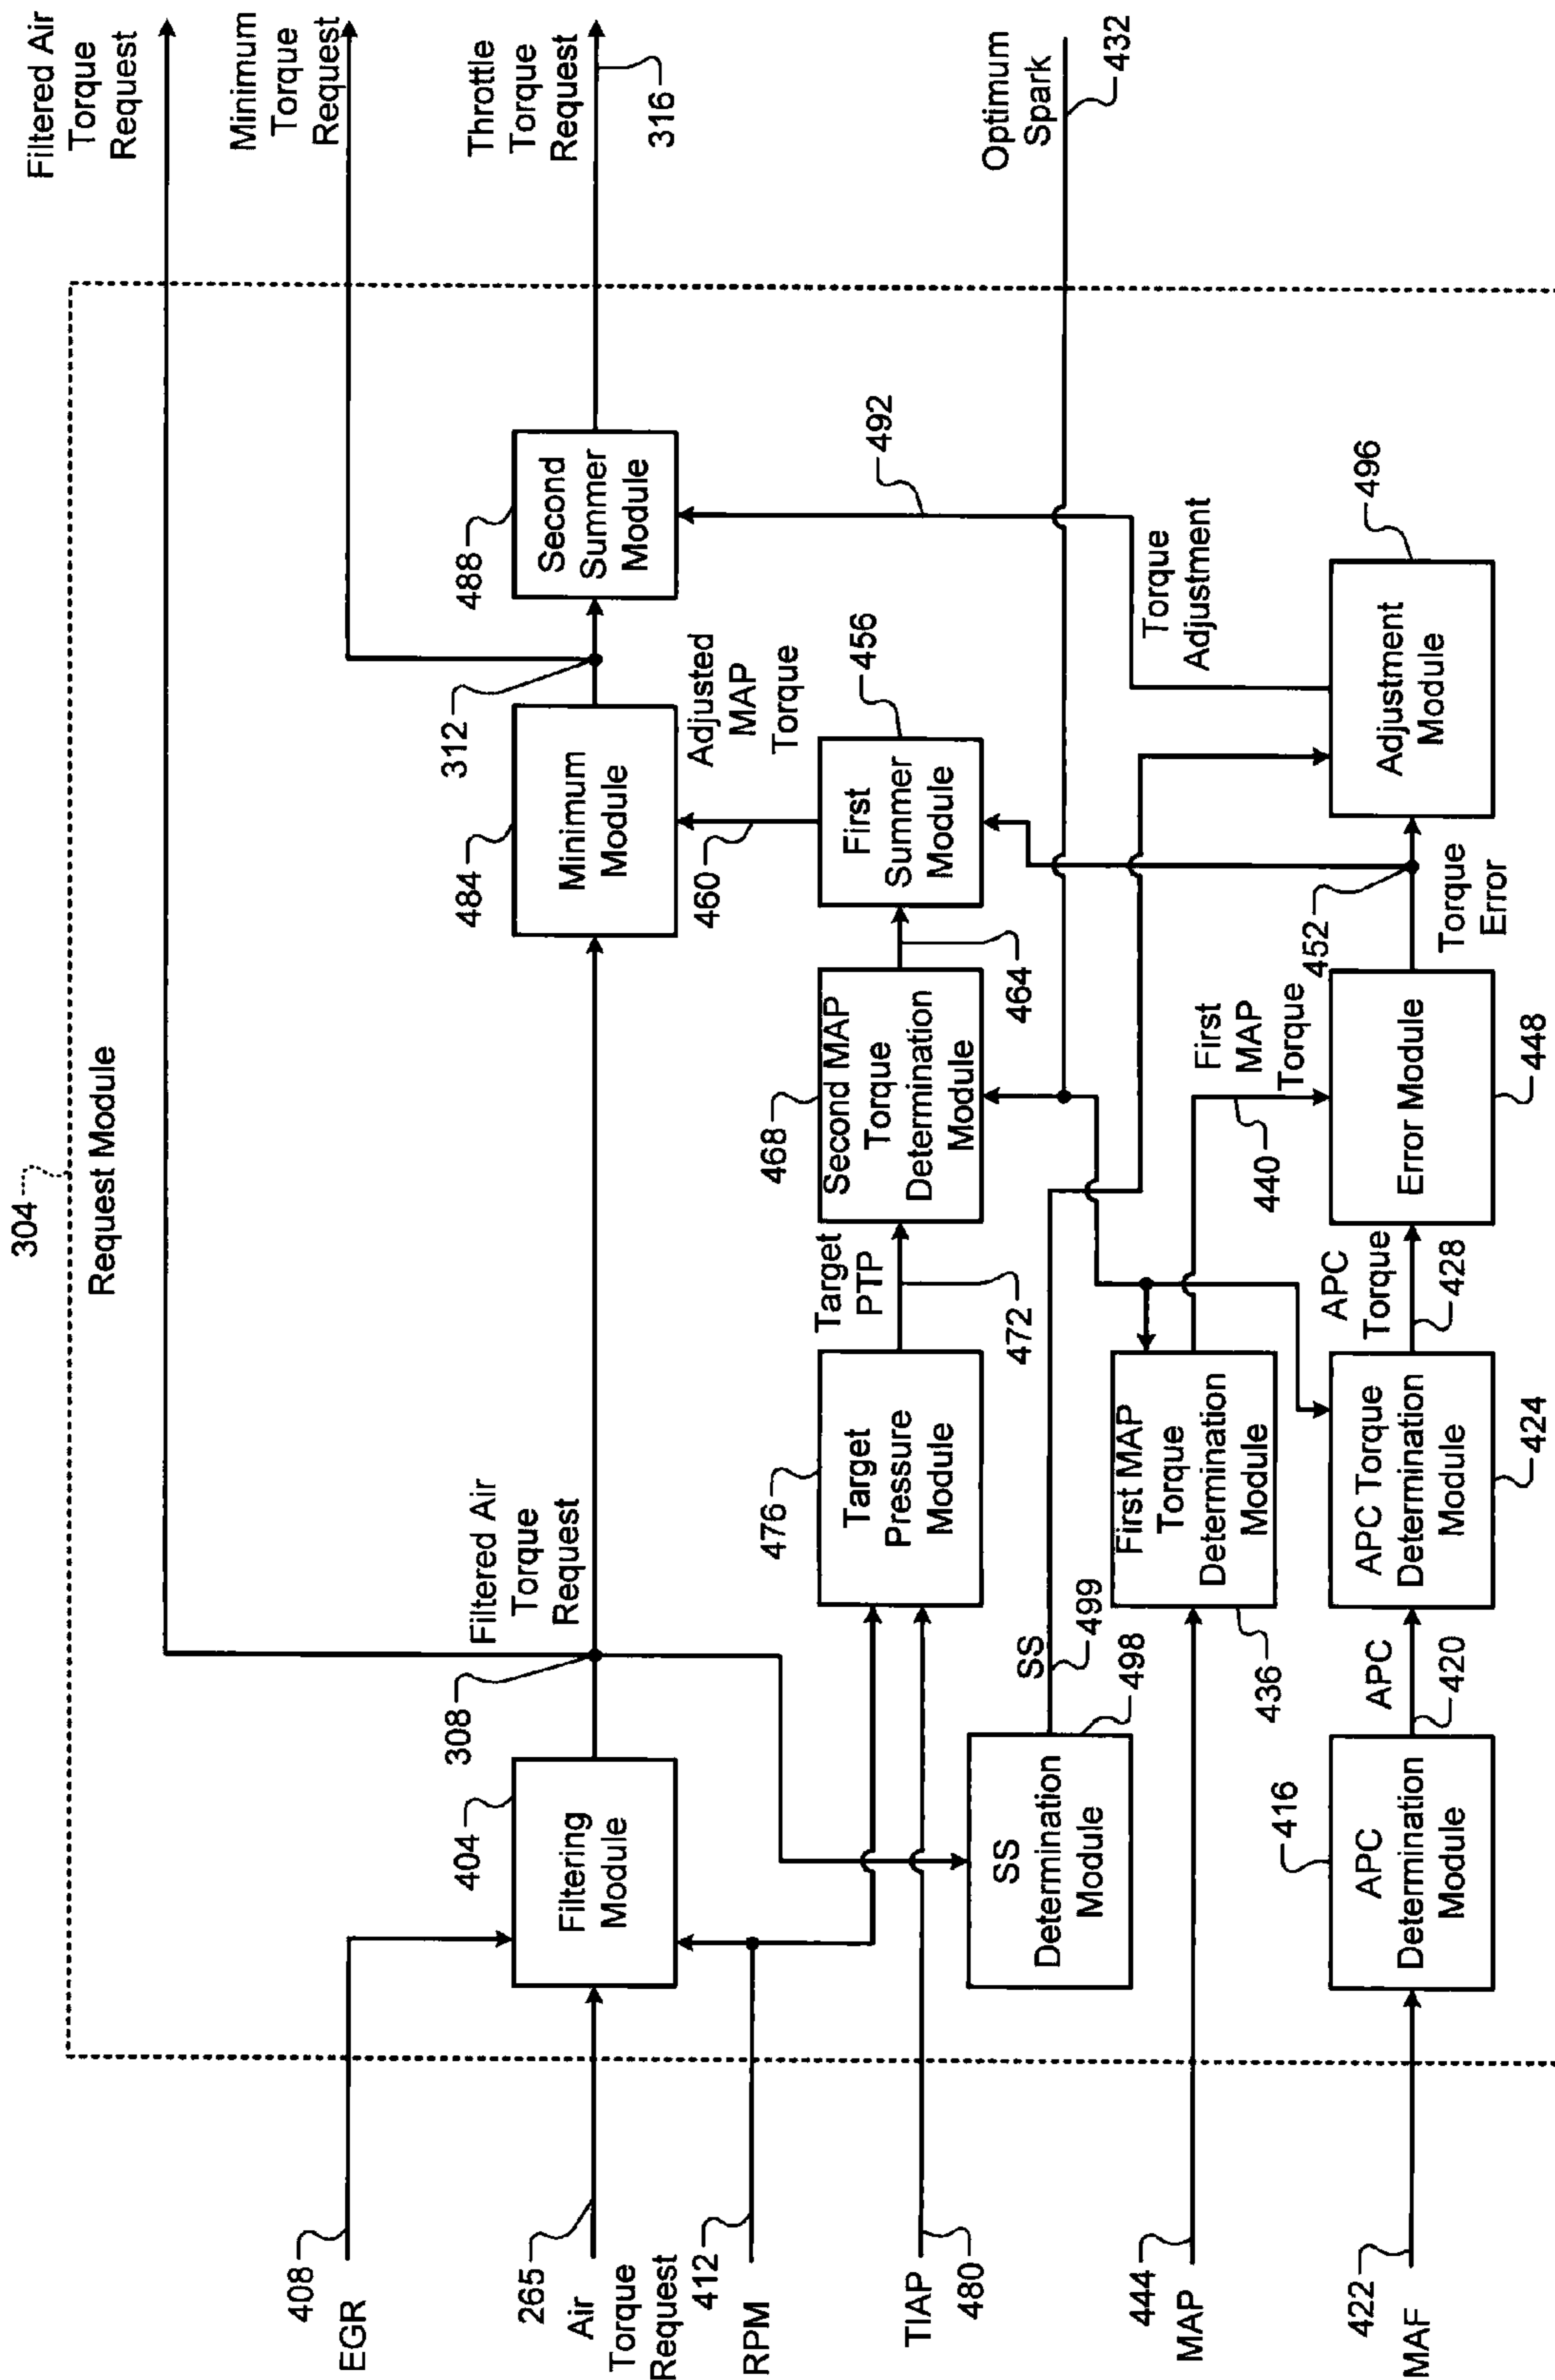 304
Request Module
Filtered Air
Torque
Request
Minimum
Torque
Request
Throttle
Torque
Request
316
Optimum
Spark
432
408
EGR
265
Air
Torque
Request
412
RPM
TIAP
480
444
MAP
422
MAF
404
Filtering
Module
308
Filtered Air
Torque
Request
484
Minimum
Module
312
488
Second
Summer
Module
Adjusted
MAP
Torque
460
476
Target
Pressure
Module
Target
PTP
472
468
Second MAP
Torque
Determination
Module
464
First
Summer
Module
456
492
Torque
Adjustment
SS
Determination
Module
498
SS
499
First MAP
Torque
Determination
Module
436
First
MAP
Torque
440
416
APC
Determination
Module
APC
420
APC Torque
Determination
Module
424
APC
Torque
428
Error Module
448
452
Torque
Error
Adjustment
Module
496